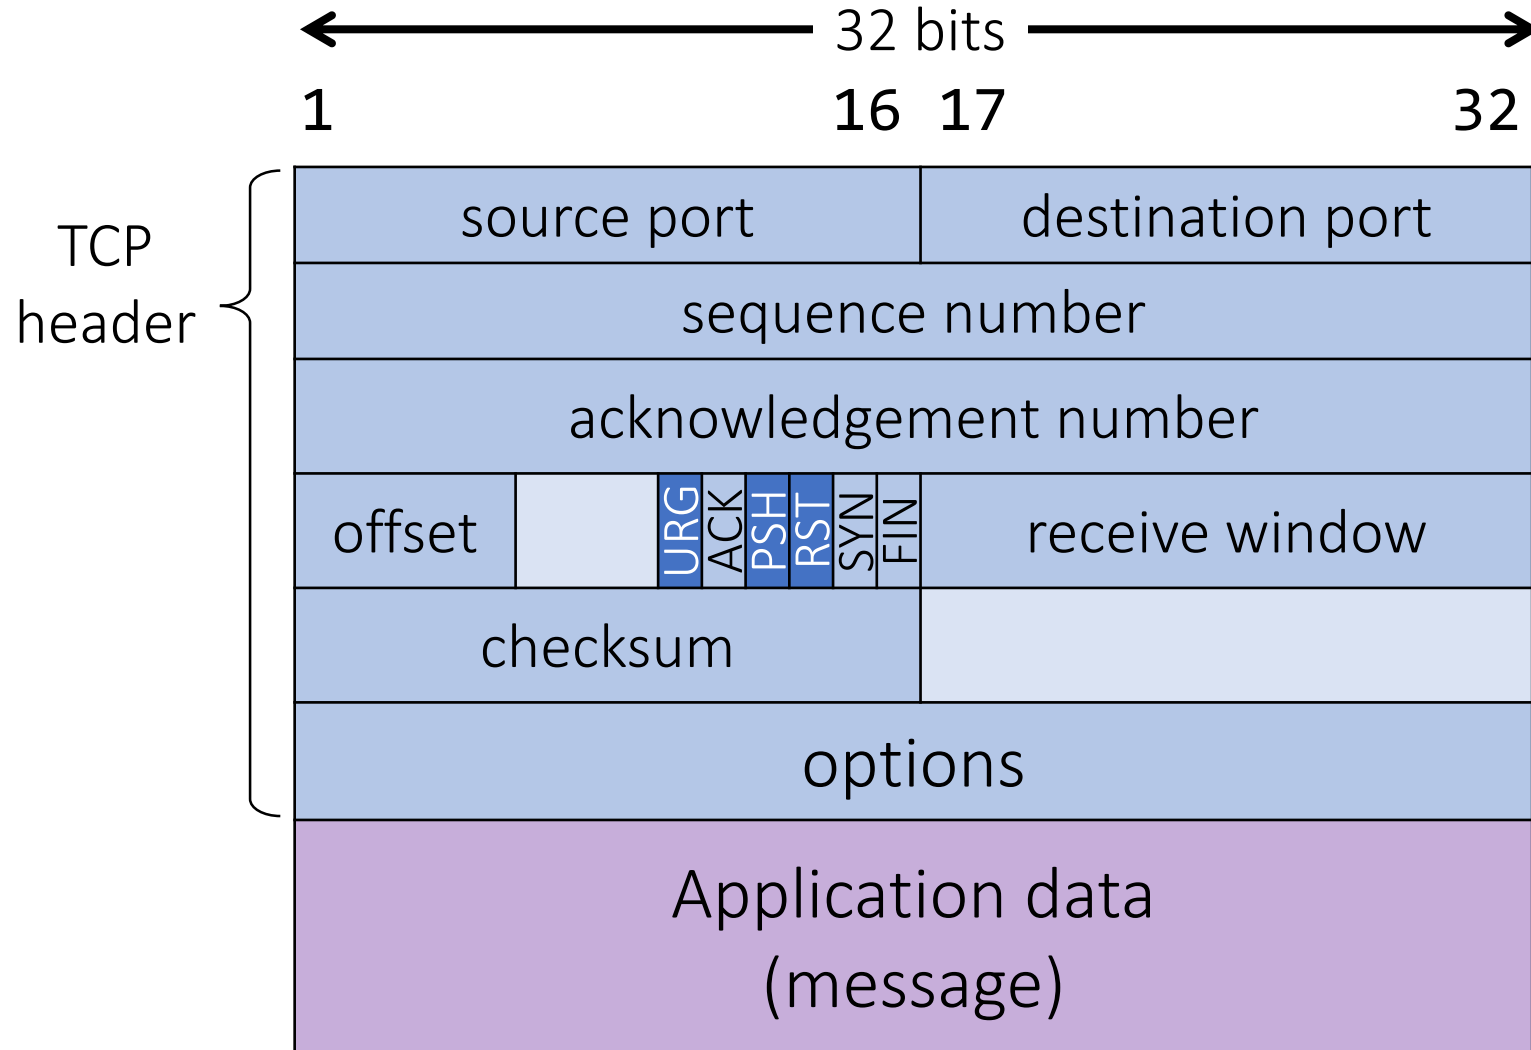 32 bits
1 16 17 32
TCP
header
source port destination port
sequence number
acknowledgement number
offset URG ACK PSH RST SYN FIN receive window
checksum
options
Application data
(message)